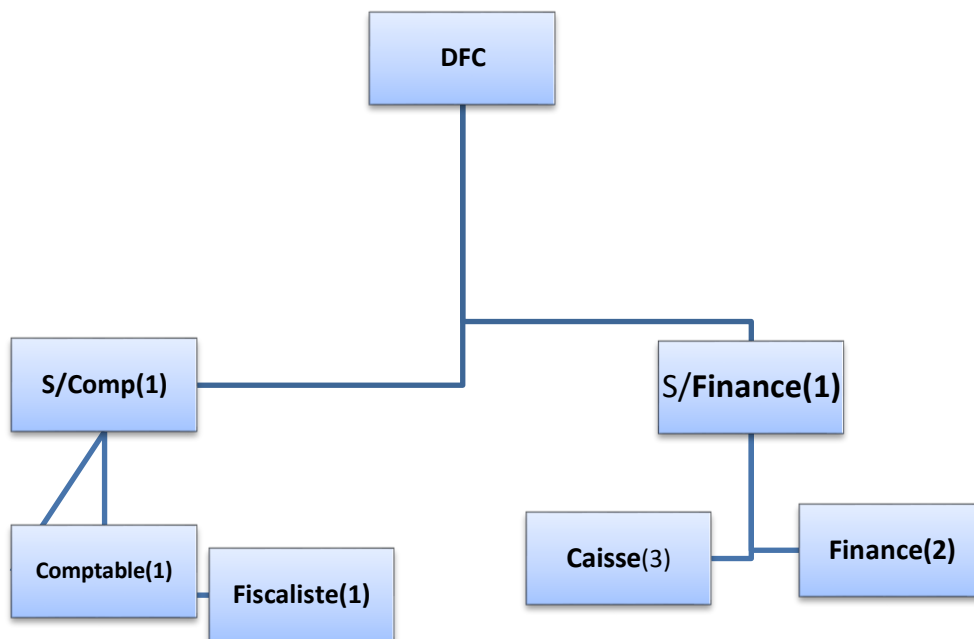 DFC
S/Comp(1)
S/Finance(1)
Comptable(1)
Fiscaliste(1)
Caisse(3)
Finance(2)